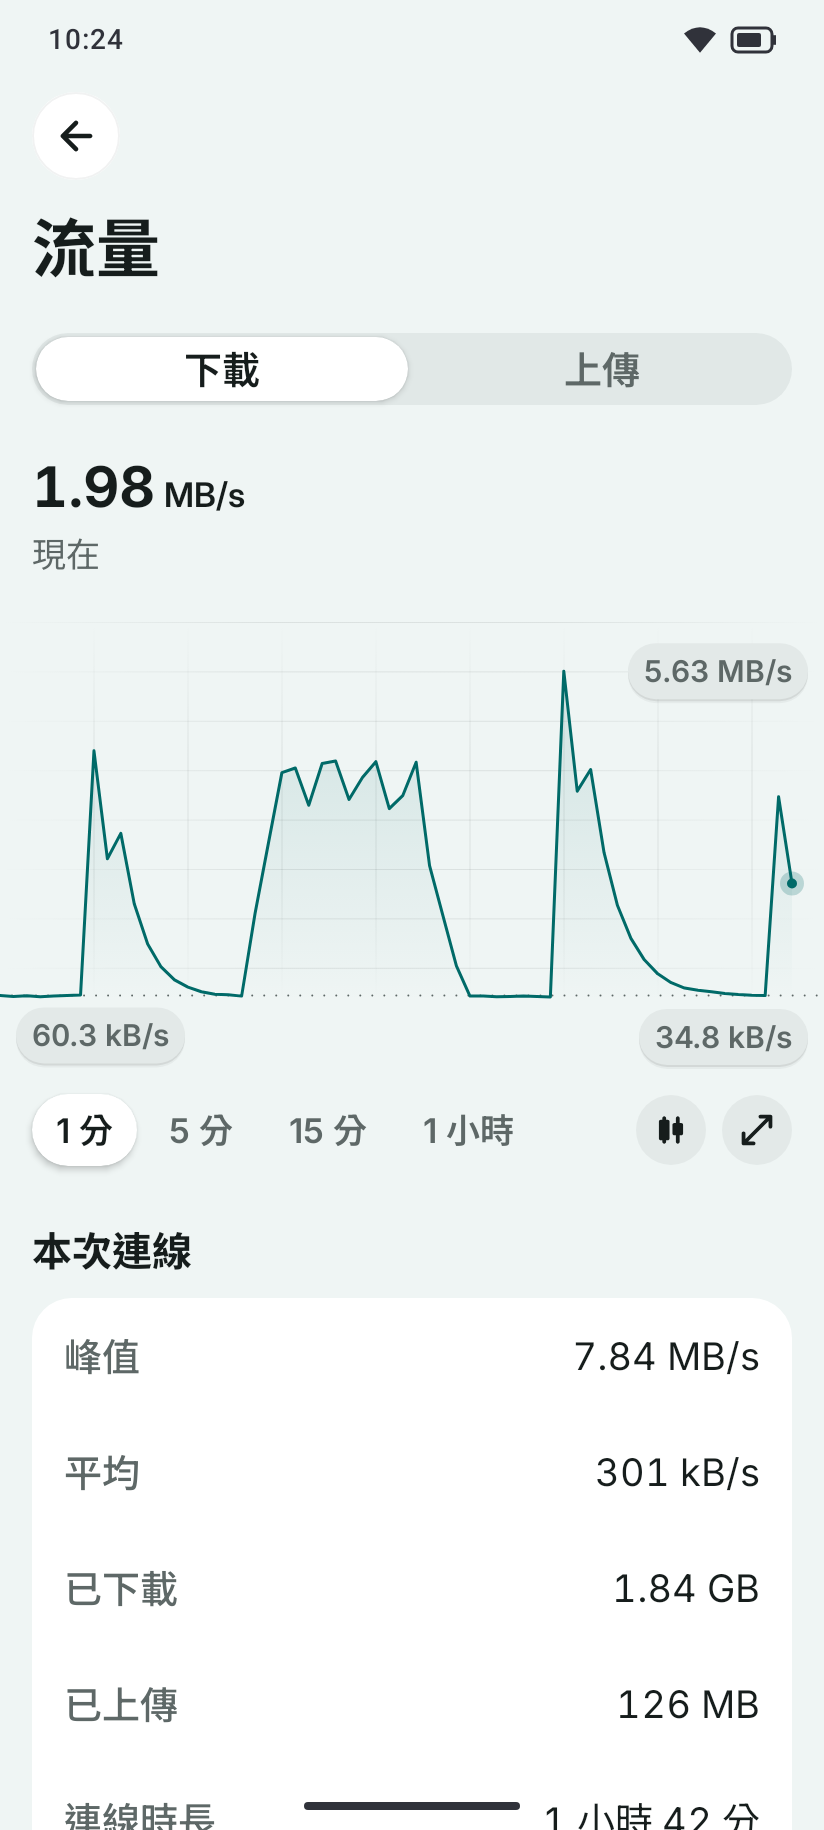 10:24
流量
下載
上傳
1.98 MB/s
現在
5.63 MB/s
60.3 kB/s
34.8 kB/s
1 分
5 分
15 分
1 小時
本次連線
峰值
7.84 MB/s
平均
301 kB/s
已下載
1.84 GB
已上傳
126 MB
連線時長
1 小時 42 分